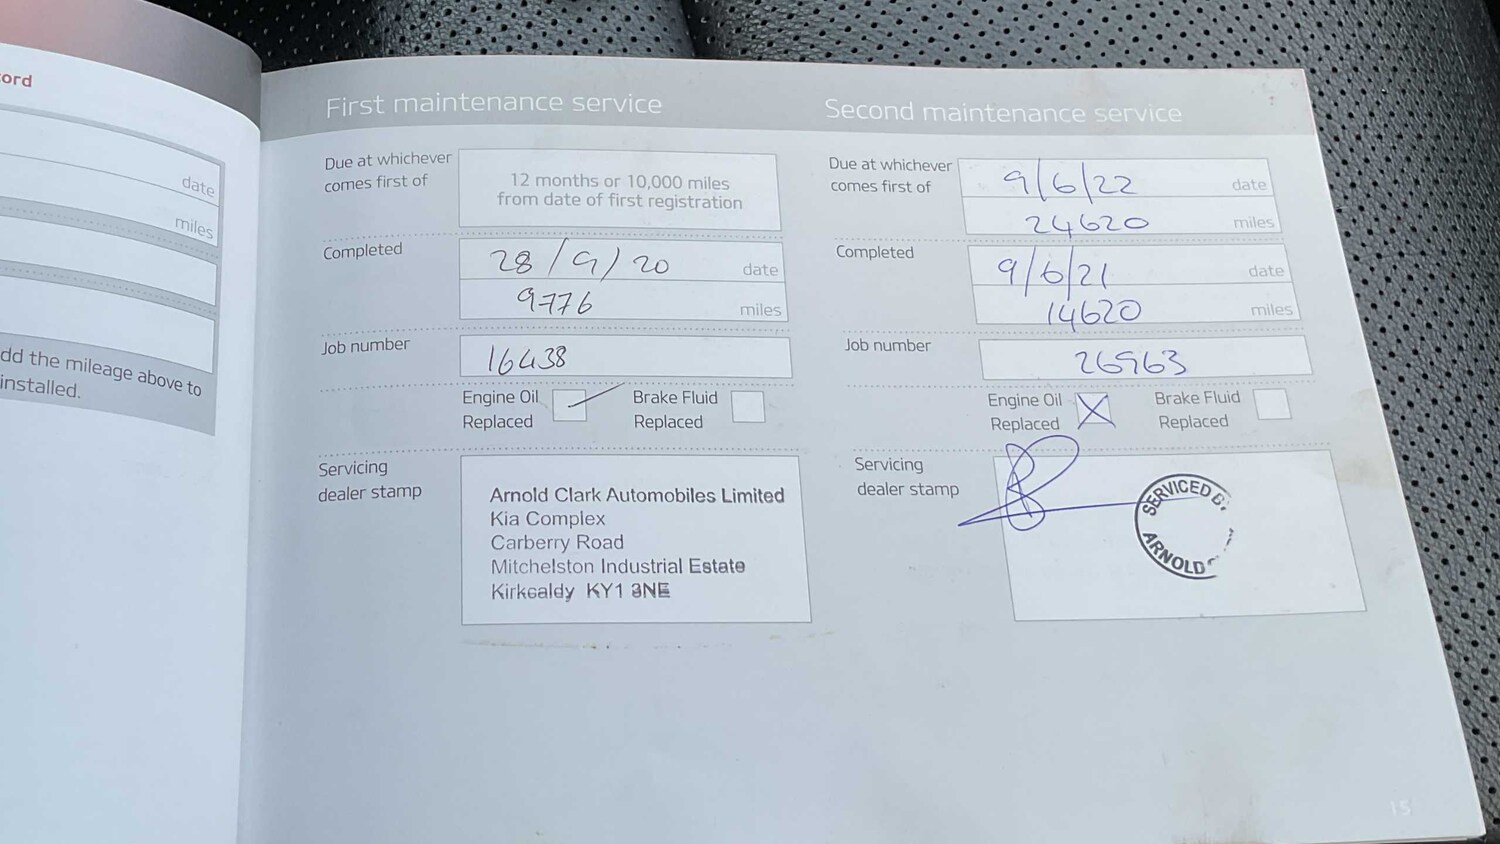 ord
date
miles
dd the mileage above to
installed.
First maintenance service
Due at whichever
comes first of
12 months or 10,000 miles
from date of first registration
Completed
28/9/20 date
9776 miles
Job number
16438
Engine Oil
Replaced
Brake Fluid
Replaced
Servicing
dealer stamp
Arnold Clark Automobiles Limited
Kia Complex
Carberry Road
Mitchelston Industrial Estate
Kirkcaldy KY1 3NE
Second maintenance service
Due at whichever
comes first of
9/6/22 date
24620 miles
Completed
9/6/21 date
14620 miles
Job number
26963
Engine Oil
Replaced
X
Brake Fluid
Replaced
Servicing
dealer stamp
SERVICED
ARNOLD
15